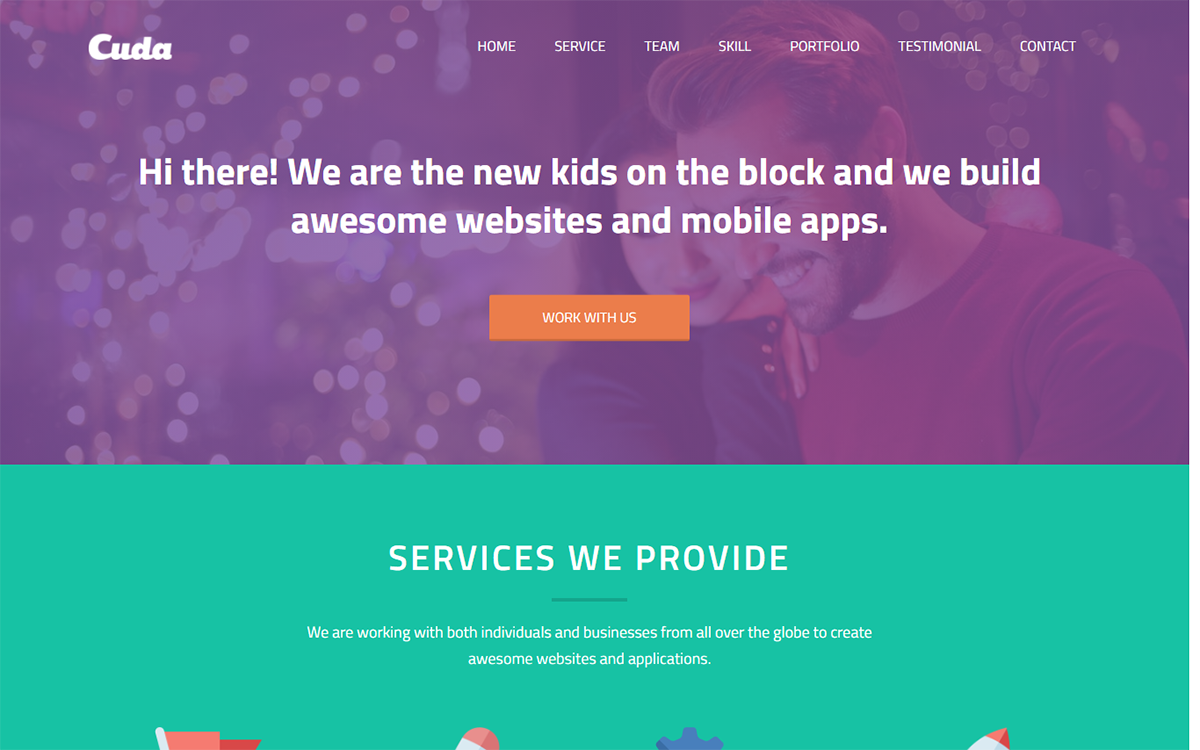 Cuda
HOME SERVICE TEAM SKILL PORTFOLIO TESTIMONIAL CONTACT
Hi there! We are the new kids on the block and we build
awesome websites and mobile apps.
WORK WITH US
SERVICES WE PROVIDE
We are working with both individuals and businesses from all over the globe to create
awesome websites and applications.